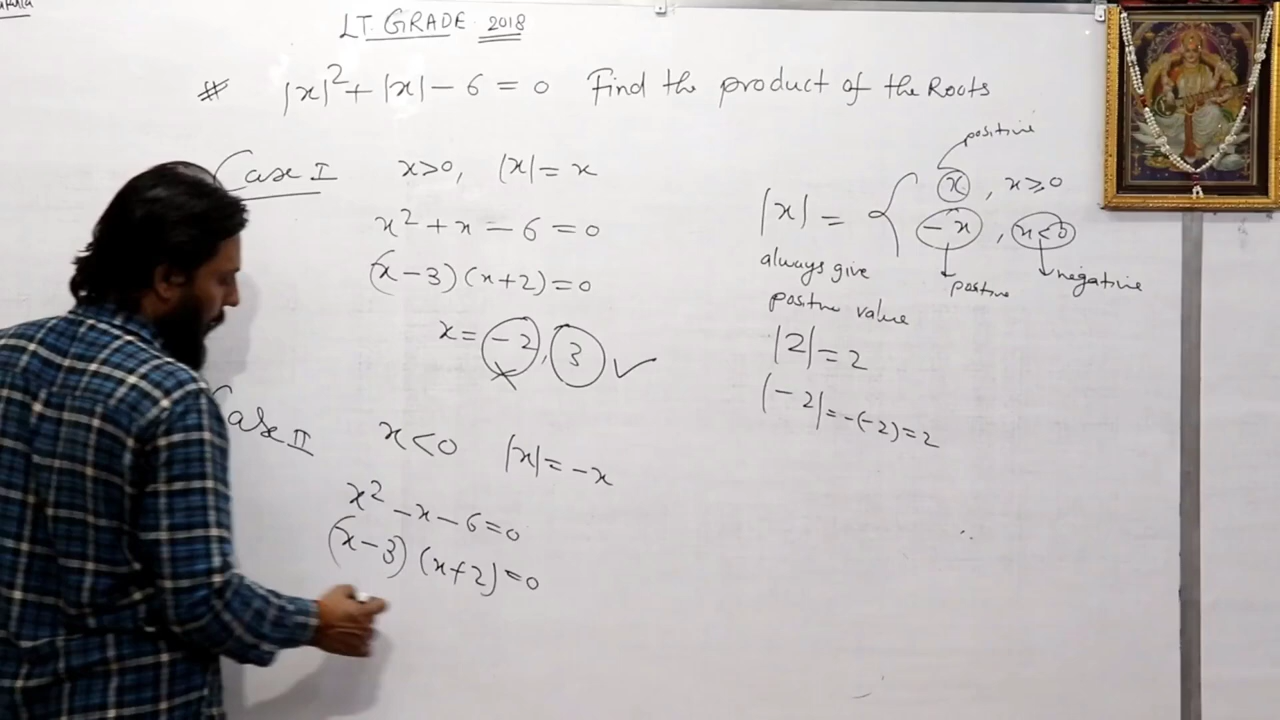 L.T. GRADE 2018
# |x|² + |x| - 6 = 0 Find the product of the Roots
Case I x>0, |x| = x
x² + x - 6 = 0
(x-3)(x+2) = 0
x = -2, 3 ✓
Case II x<0 |x| = -x
x² - x - 6 = 0
(x-3)(x+2) = 0
positive
|x| = { x, x≥0
-x, x<0
positive negative
always give
positive value
|2| = 2
|-2| = -(-2) = 2